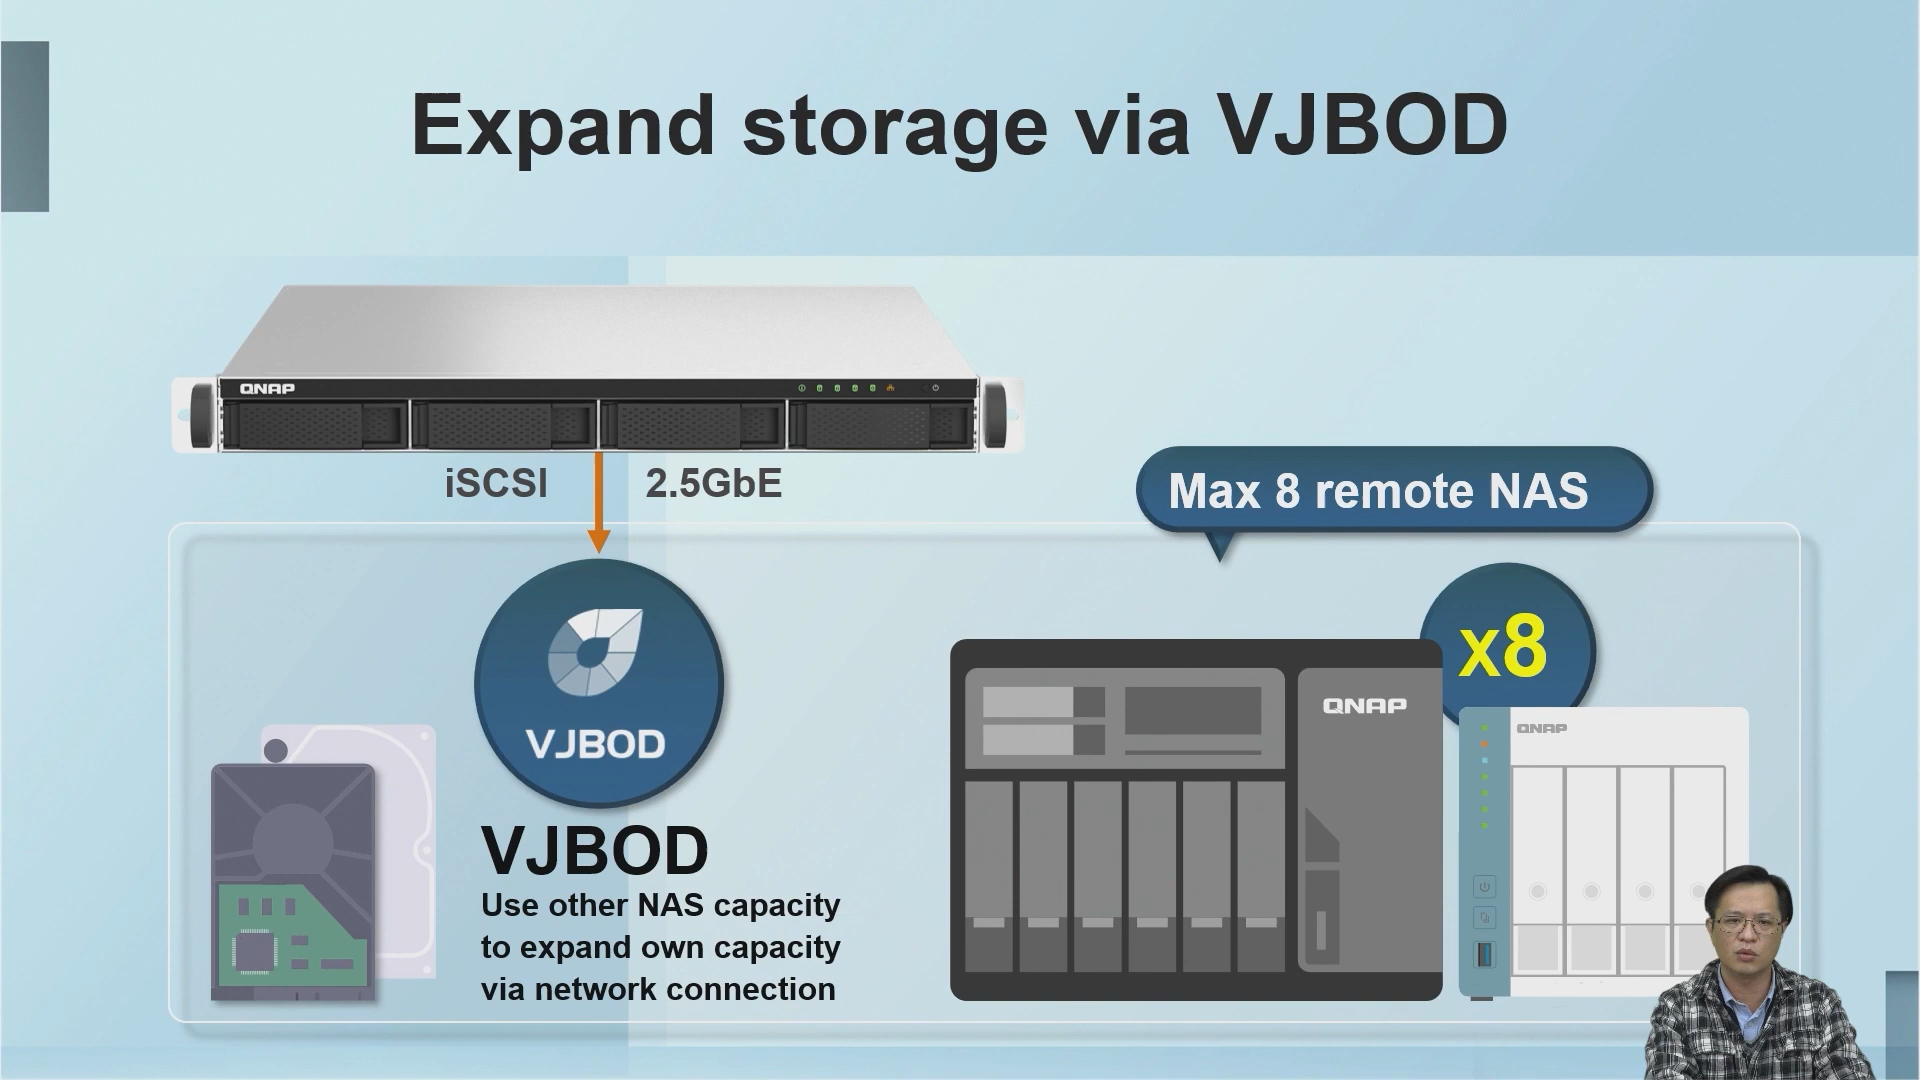 Expand storage via VJBOD
QNAP
iSCSI
2.5GbE
Max 8 remote NAS
x8
VJBOD
QNAP
QNAP
VJBOD
Use other NAS capacity
to expand own capacity
via network connection